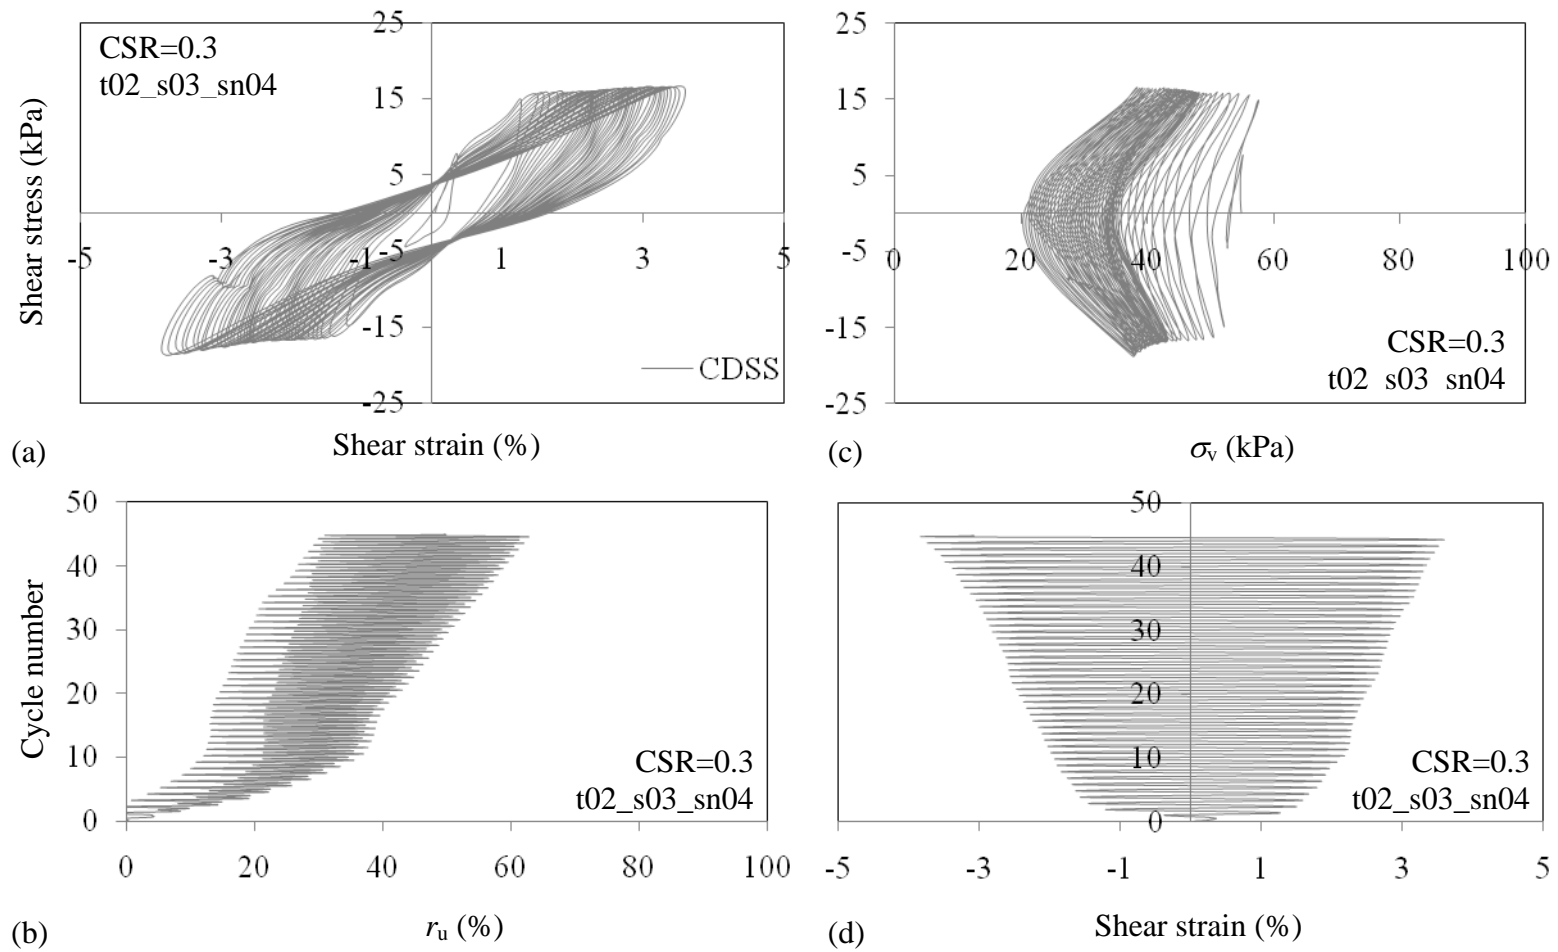 25
CSR=0.3
t02_s03_sn04
15
5
-5
-3
-1
1
3
5
-5
-15
-25
CDSS
Shear stress (kPa)
Shear strain (%)
(a)
25
15
5
-5
-15
-25
0
20
40
60
80
100
CSR=0.3
t02_s03_sn04
(c)
σv (kPa)
50
40
30
20
10
0
Cycle number
CSR=0.3
t02_s03_sn04
0
20
40
60
80
100
(b)
ru (%)
50
40
30
20
10
0
CSR=0.3
t02_s03_sn04
-5
-3
-1
1
3
5
(d)
Shear strain (%)